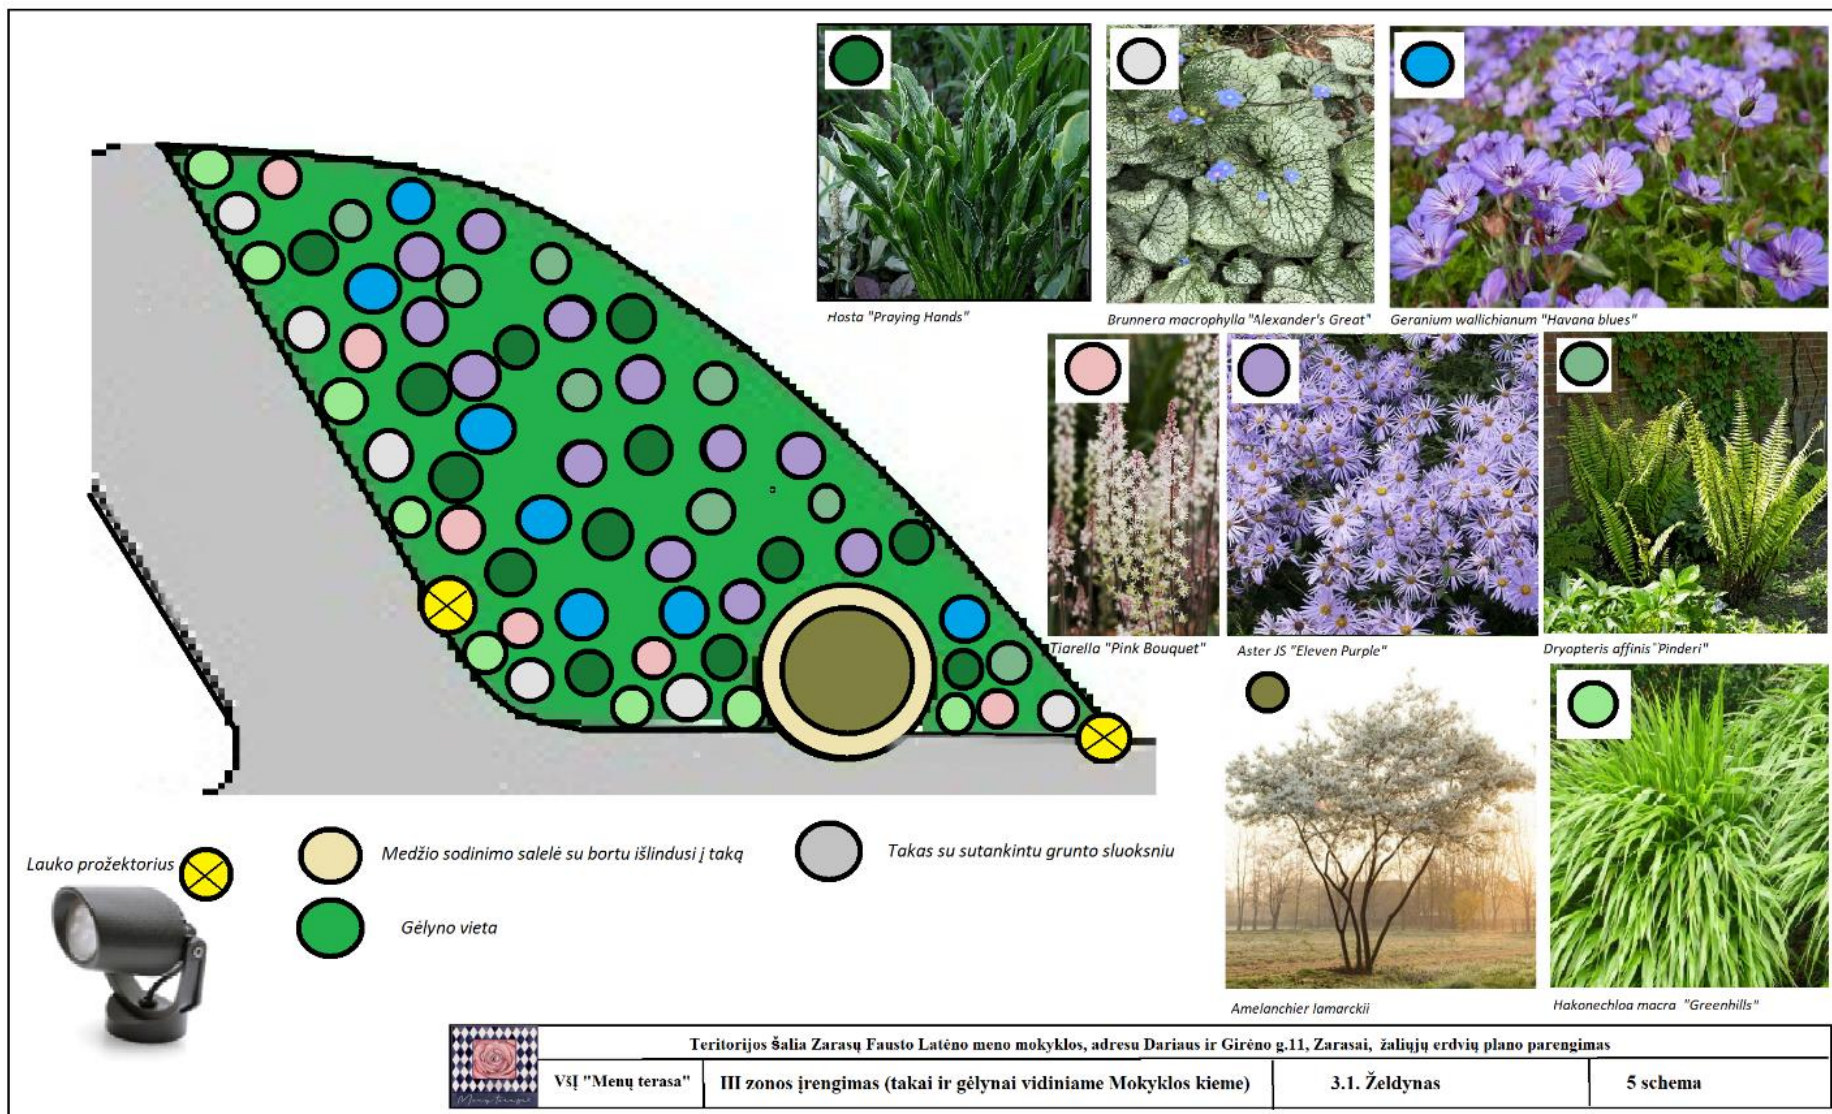 Hosta "Praying Hands"
Brunnera macrophylla "Alexander's Great"
Geranium wallichianum "Havana blues"
Tiarella "Pink Bouquet"
Aster JS "Eleven Purple"
Dryopteris affinis "Pinderi"
Lauko prožektorius
Medžio sodinimo salelė su bortu išlindusi į taką
Takas su sutankintu grunto sluoksniu
Gėlyno vieta
Amelanchier lamarckii
Hakonechloa macra "Greenhills"
Teritorijos šalia Zarasų Fausto Latėno meno mokyklos, adresu Dariaus ir Girėno g.11, Zarasai, žaliųjų erdvių plano parengimas
VšĮ "Menų terasa"
III zonos įrengimas (takai ir gėlynai vidiniame Mokyklos kieme)
3.1. Želdynas
5 schema
Menų terasa